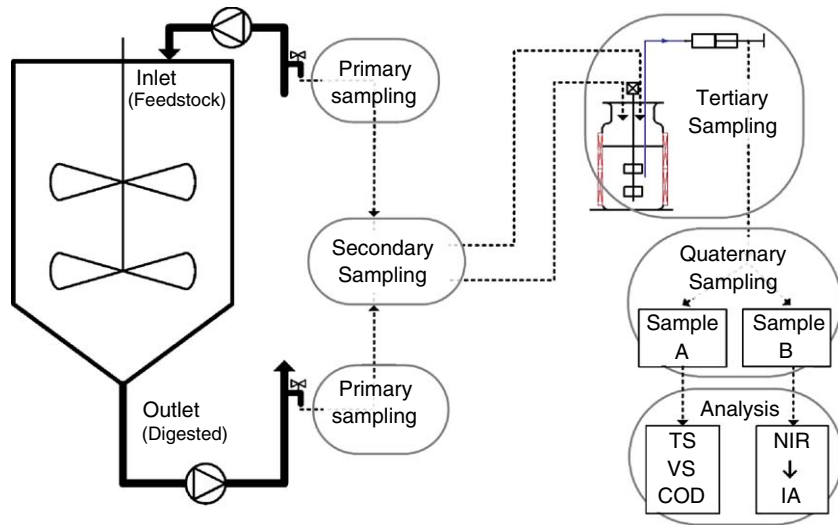 Inlet
(Feedstock)
Primary
sampling
Tertiary
Sampling
Secondary
Sampling
Quaternary
Sampling
Sample
A
Sample
B
Outlet
(Digested)
Primary
sampling
Analysis
TS
VS
COD
NIR
↓
IA